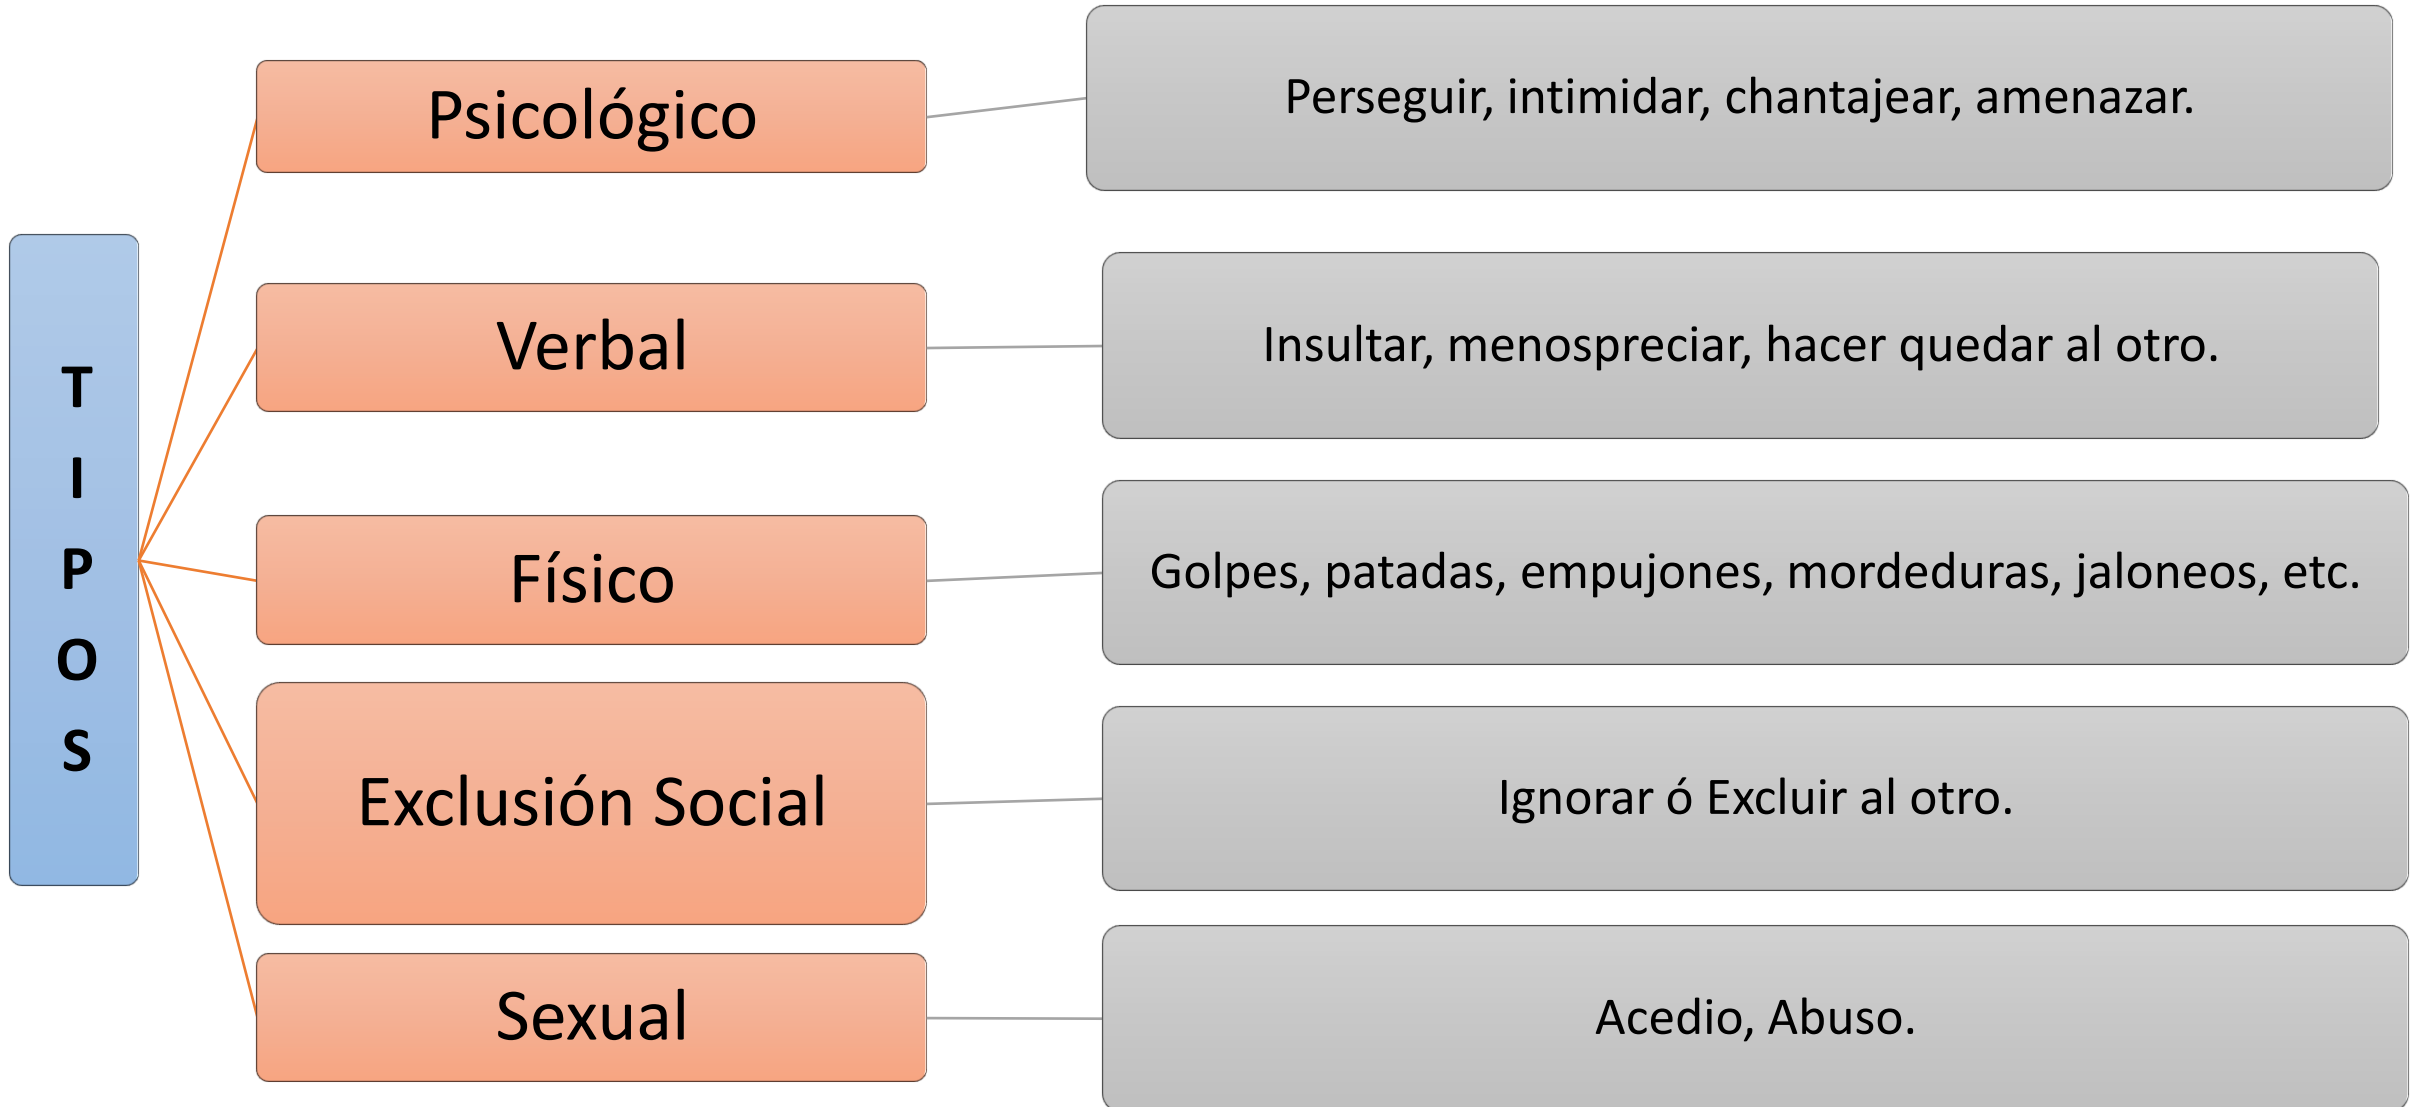 T
I
P
O
S
Psicológico
Perseguir, intimidar, chantajear, amenazar.
Verbal
Insultar, menospreciar, hacer quedar al otro.
Físico
Golpes, patadas, empujones, mordeduras, jaloneos, etc.
Exclusión Social
Ignorar ó Excluir al otro.
Sexual
Acedio, Abuso.